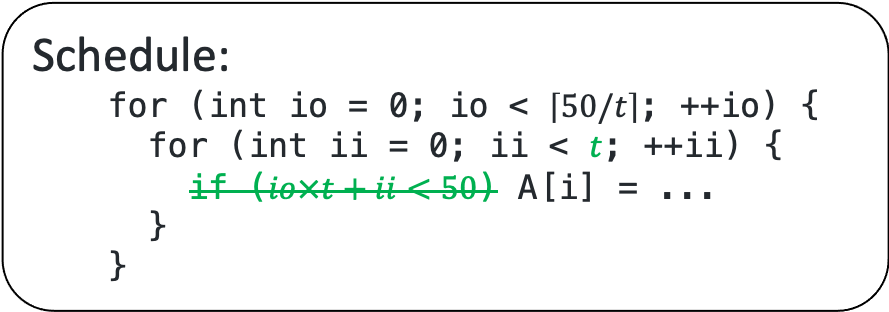 Schedule:
for (int io = 0; io < ⌈50/t⌉; ++io) {
for (int ii = 0; ii < t; ++ii) {
if (io×t + ii < 50) A[i] = ...
}
}